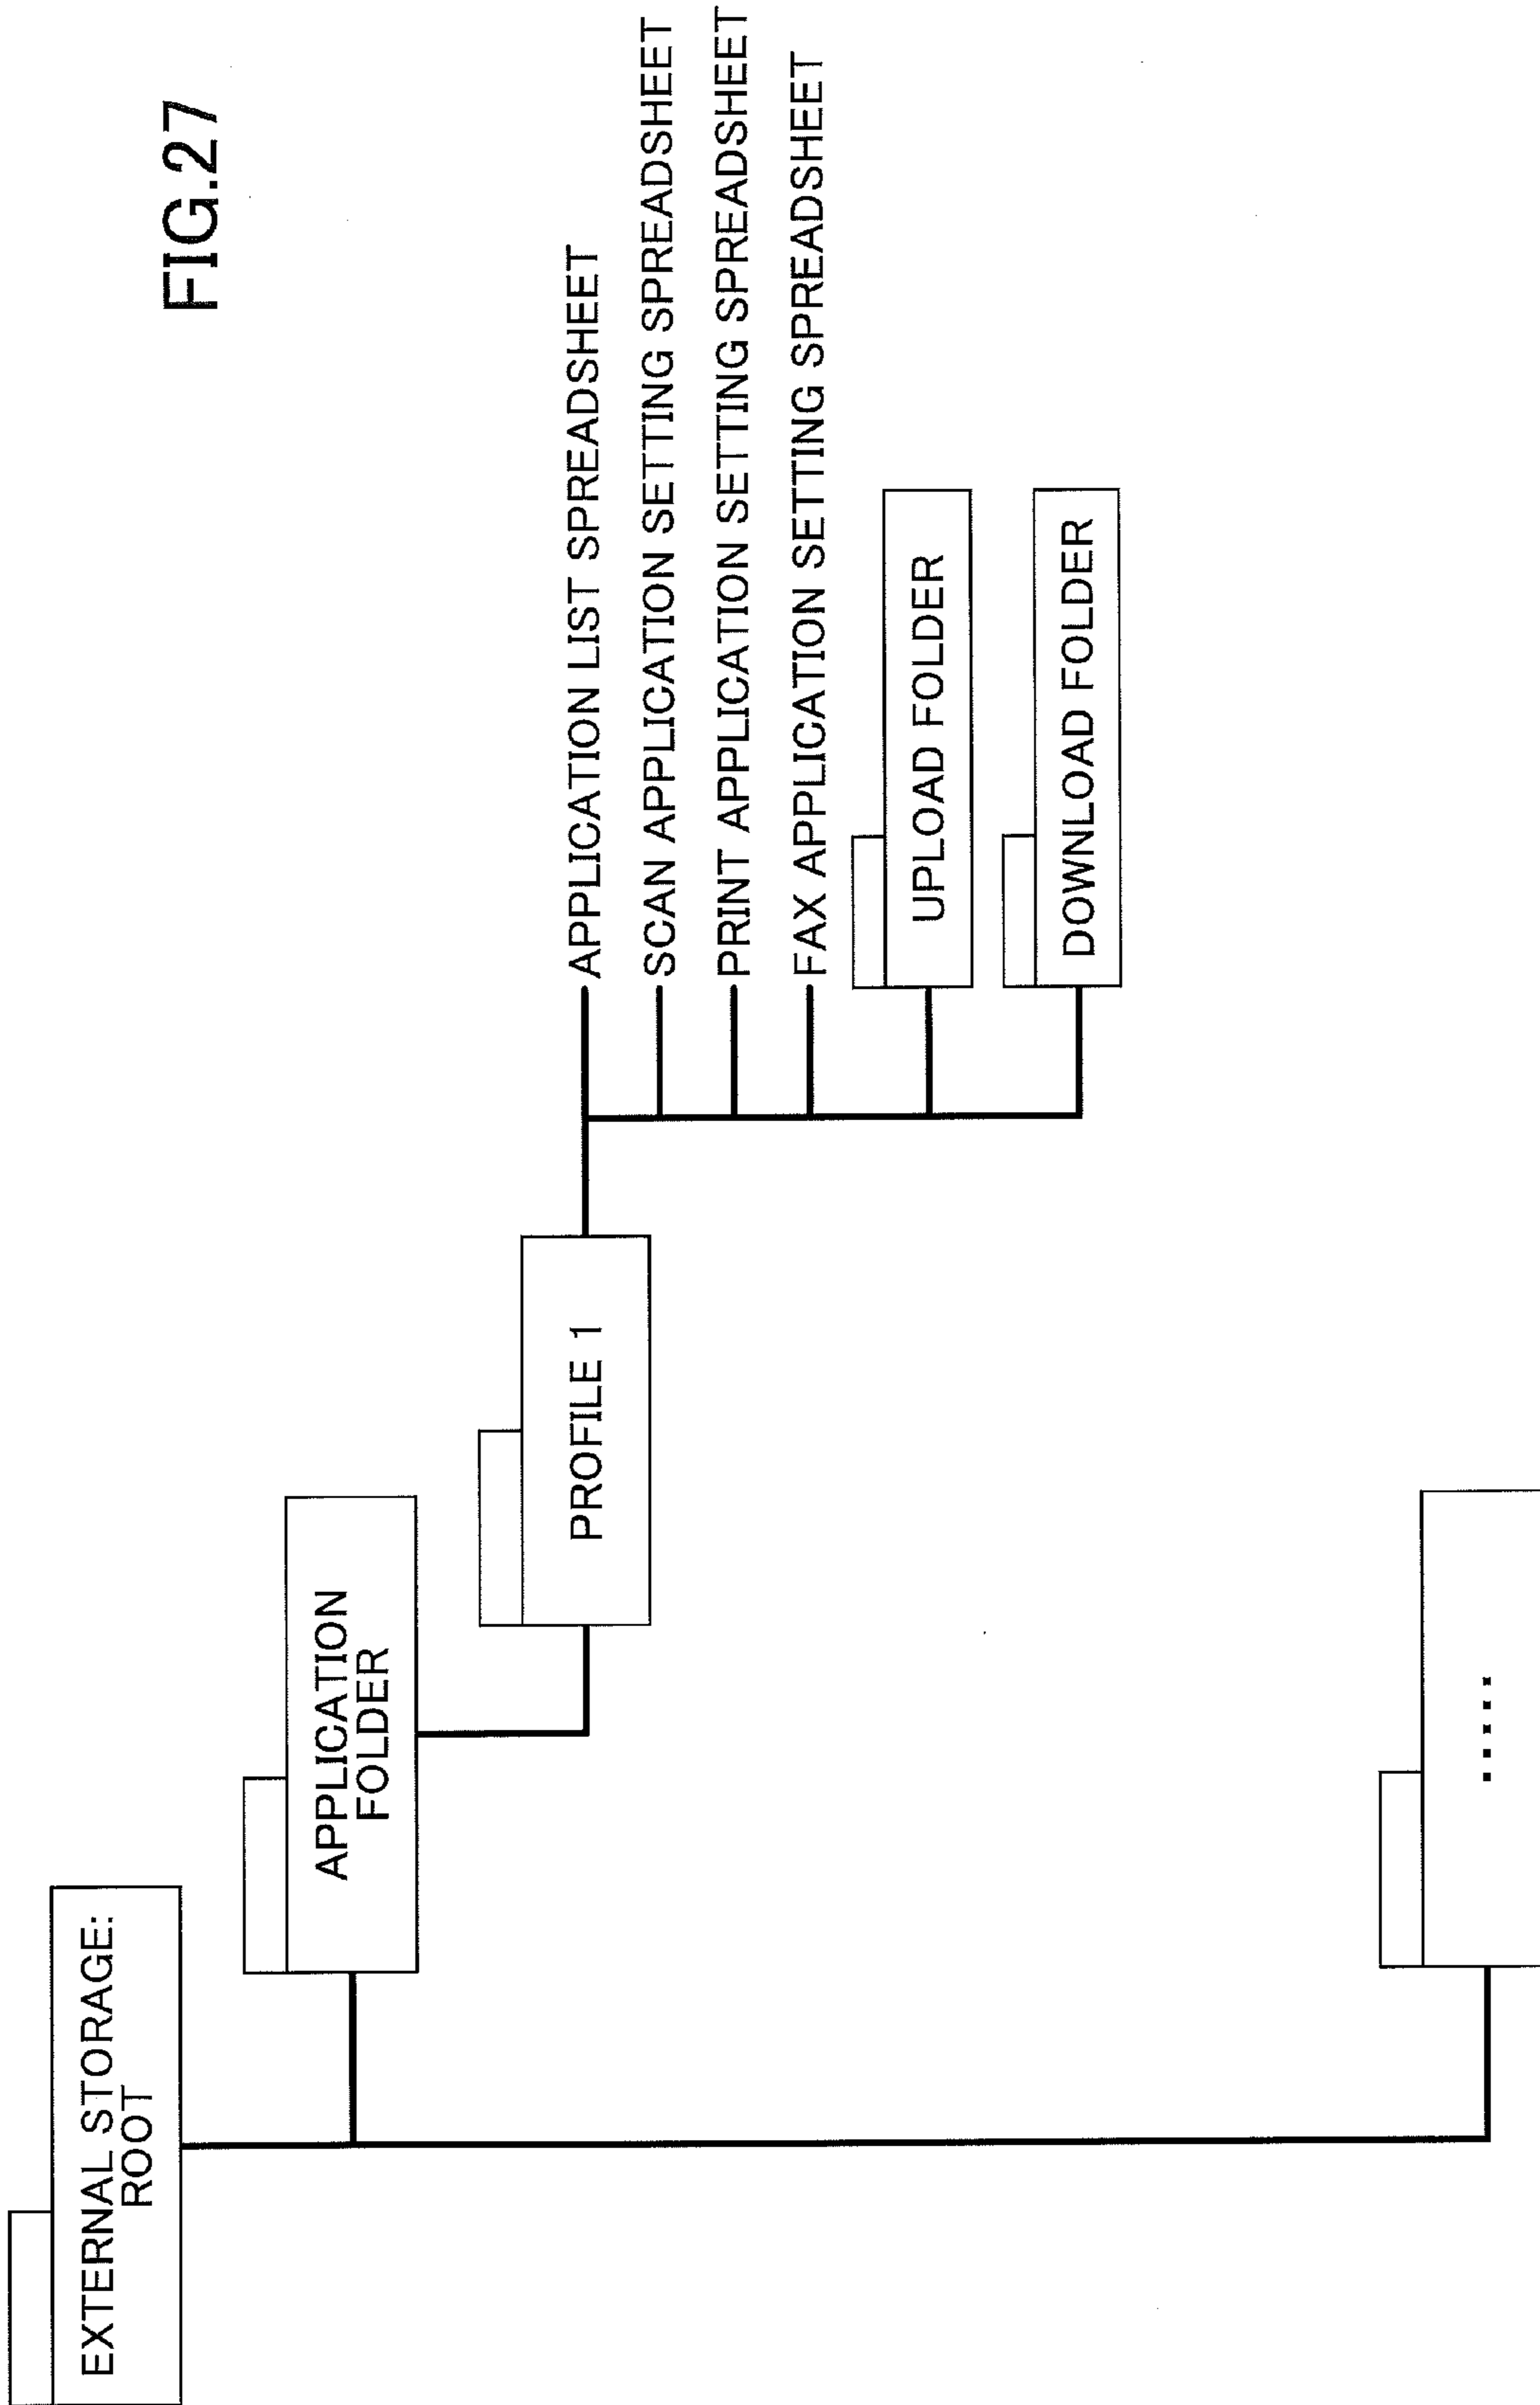 FIG.27
EXTERNAL STORAGE:
ROOT
APPLICATION
FOLDER
PROFILE 1
APPLICATION LIST SPREADSHEET
SCAN APPLICATION SETTING SPREADSHEET
PRINT APPLICATION SETTING SPREADSHEET
FAX APPLICATION SETTING SPREADSHEET
UPLOAD FOLDER
DOWNLOAD FOLDER
.....